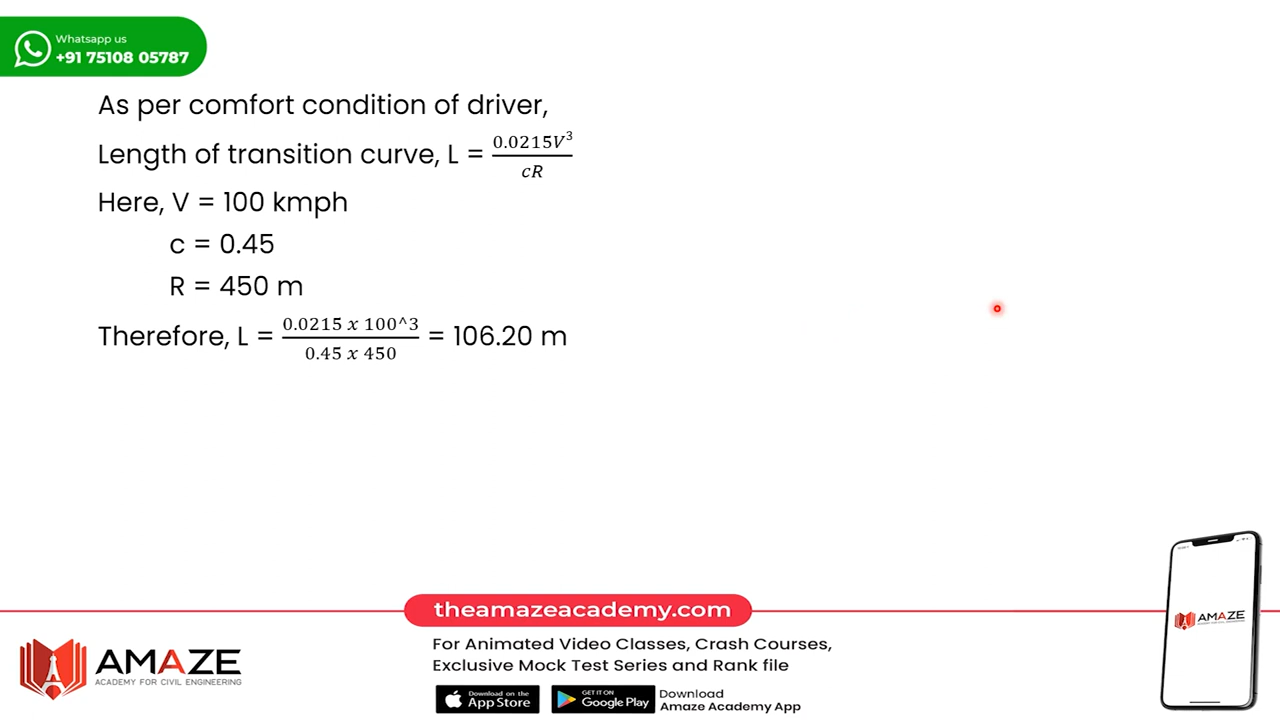 Whatsapp us
+91 75108 05787
As per comfort condition of driver,
Length of transition curve, L = 0.0215V³ / cR
Here, V = 100 kmph
c = 0.45
R = 450 m
Therefore, L = 0.0215 x 100^3 / 0.45 x 450 = 106.20 m
theamazeacademy.com
For Animated Video Classes, Crash Courses,
Exclusive Mock Test Series and Rank file
AMAZE
ACADEMY FOR CIVIL ENGINEERING
Download on the
App Store
GET IT ON
Google Play
Download
Amaze Academy App
AMAZE